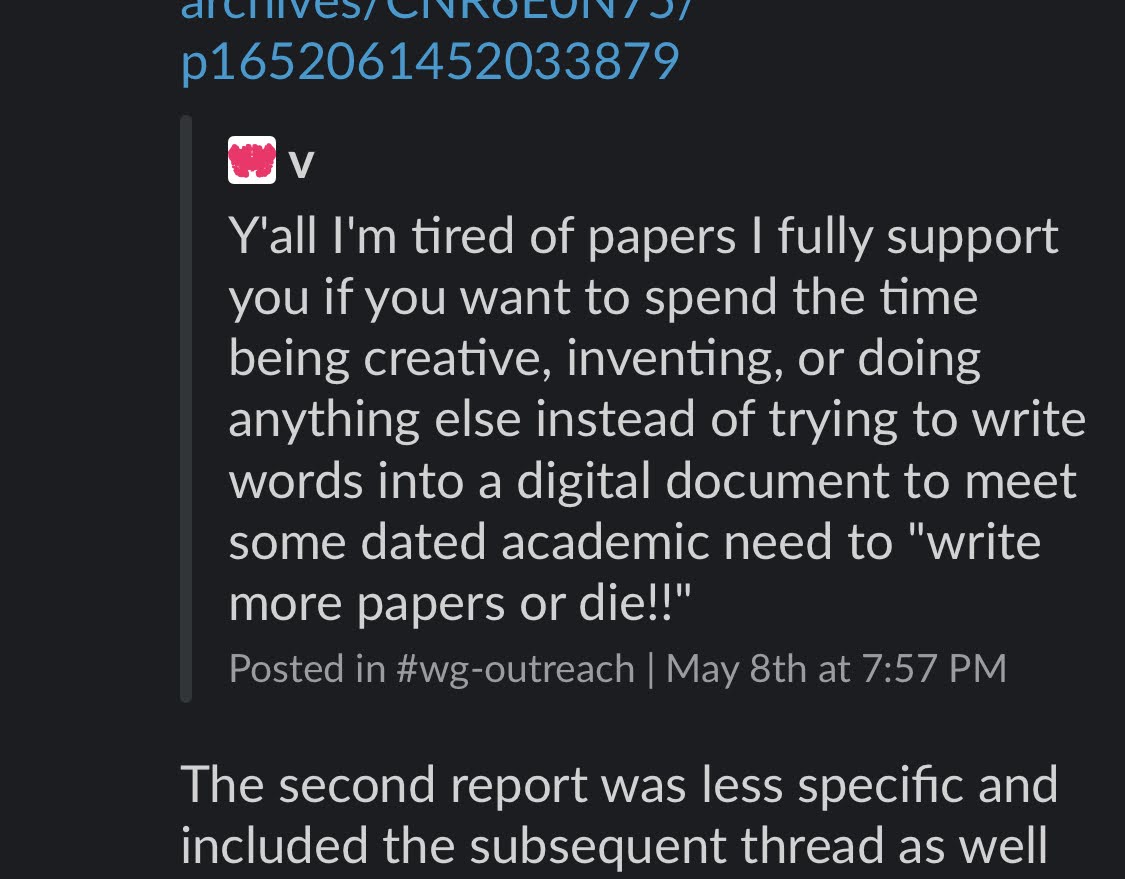 archives/CNR6E0N75/
p1652061452033879
v
Y'all I'm tired of papers I fully support
you if you want to spend the time
being creative, inventing, or doing
anything else instead of trying to write
words into a digital document to meet
some dated academic need to "write
more papers or die!!"
Posted in #wg-outreach | May 8th at 7:57 PM
The second report was less specific and
included the subsequent thread as well